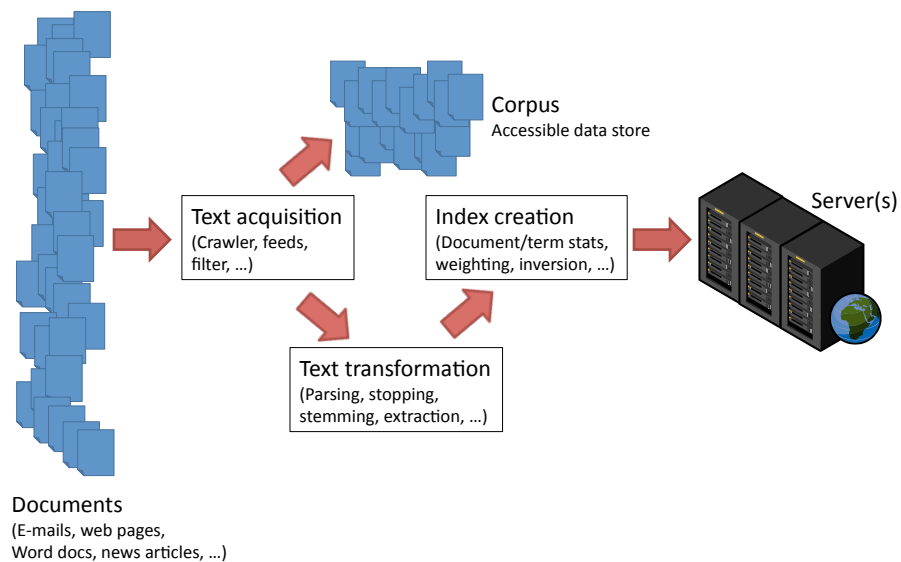 Corpus
Accessible data store
Text acquisition
(Crawler, feeds,
filter, …)
Index creation
(Document/term stats,
weighting, inversion, …)
Server(s)
Text transformation
(Parsing, stopping,
stemming, extraction, …)
Documents
(E-mails, web pages,
Word docs, news articles, …)